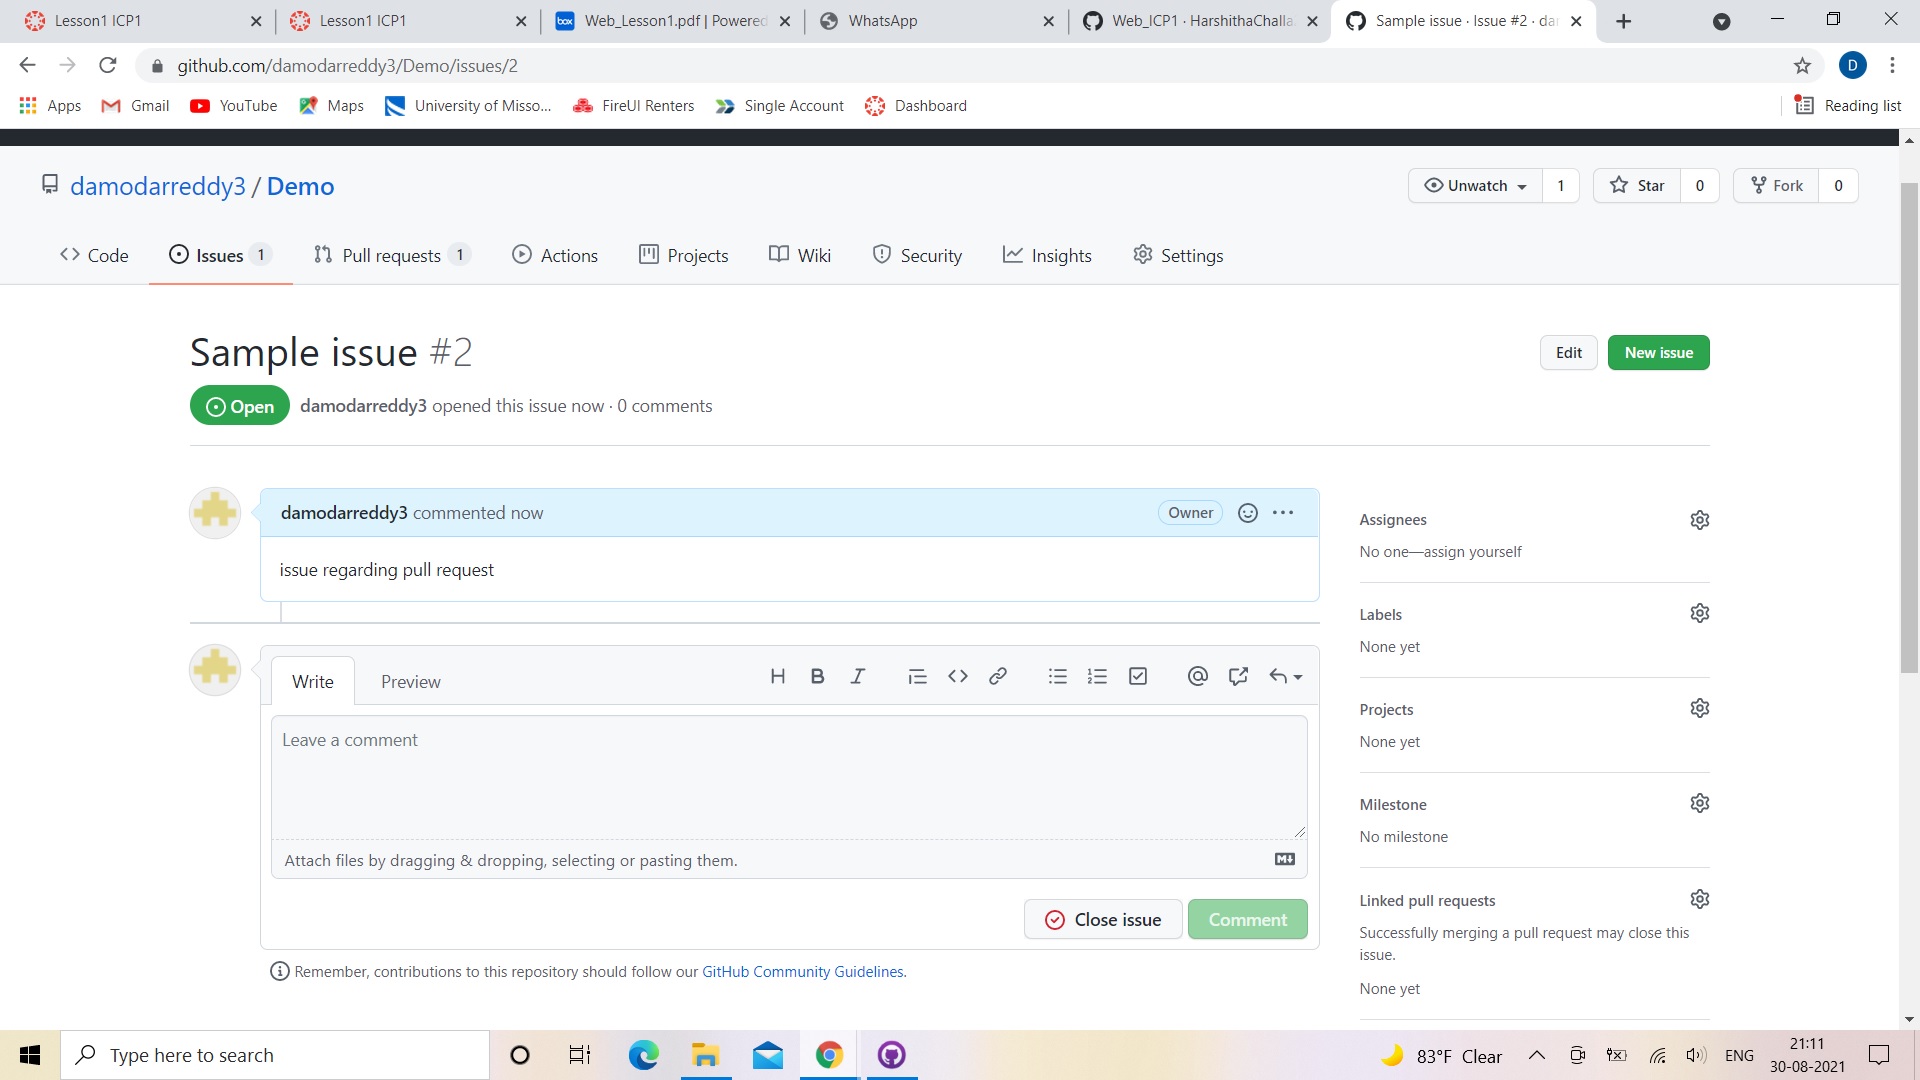 Lesson1 ICP1
Lesson1 ICP1
Web_Lesson1.pdf | Powered
WhatsApp
Web_ICP1 · HarshithaChalla
Sample issue · Issue #2 · da
github.com/damodarreddy3/Demo/issues/2
D
Apps
Gmail
YouTube
Maps
University of Misso...
FireUI Renters
Single Account
Dashboard
Reading list
damodarreddy3 / Demo
Unwatch 1
Star 0
Fork 0
Code
Issues 1
Pull requests 1
Actions
Projects
Wiki
Security
Insights
Settings
Sample issue #2
Edit
New issue
Open
damodarreddy3 opened this issue now · 0 comments
damodarreddy3 commented now
Owner
issue regarding pull request
Write
Preview
H B I
Leave a comment
Attach files by dragging & dropping, selecting or pasting them.
Close issue
Comment
Remember, contributions to this repository should follow our GitHub Community Guidelines.
Assignees
No one—assign yourself
Labels
None yet
Projects
None yet
Milestone
No milestone
Linked pull requests
Successfully merging a pull request may close this
issue.
None yet
Type here to search
83°F Clear
ENG
21:11
30-08-2021